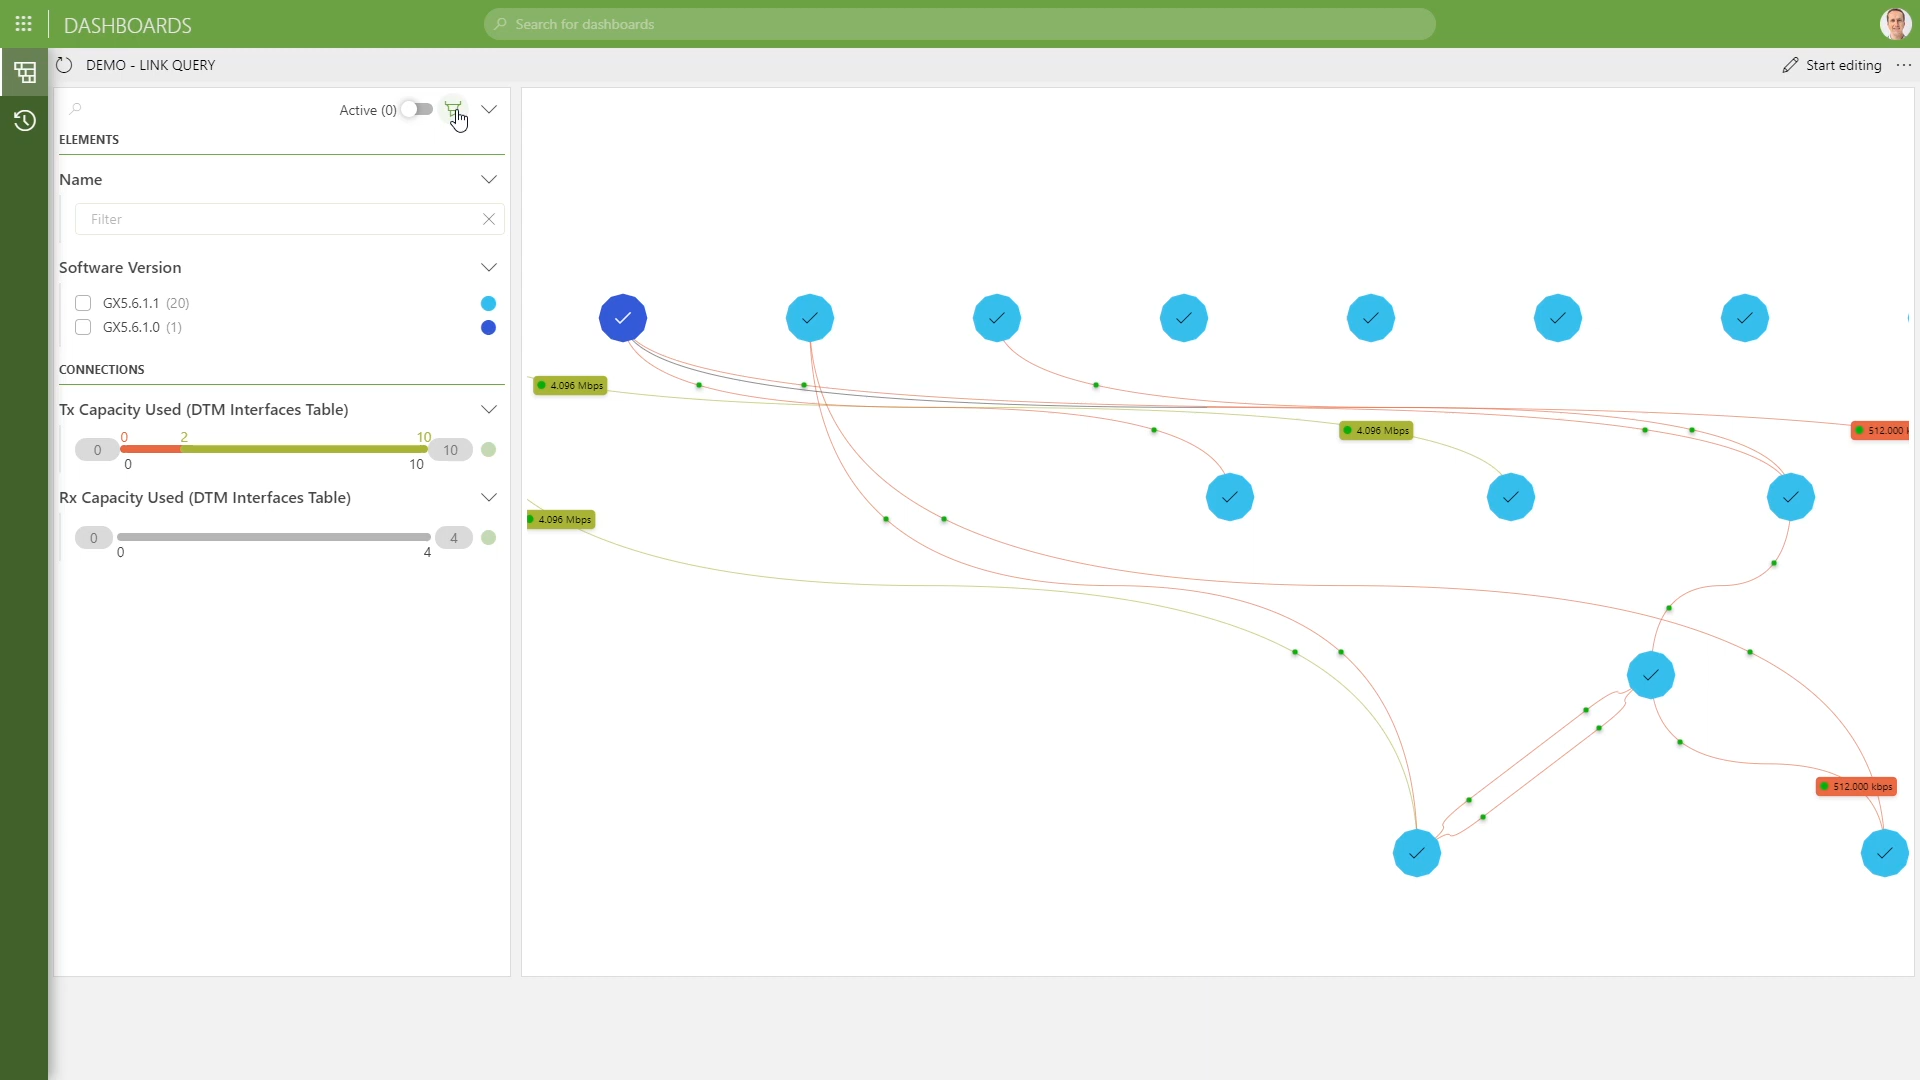 DASHBOARDS
Search for dashboards
DEMO - LINK QUERY
Start editing
Active (0)
ELEMENTS
Name
Filter
Software Version
GX5.6.1.1 (20)
GX5.6.1.0 (1)
CONNECTIONS
Tx Capacity Used (DTM Interfaces Table)
0 2 10
0 10
0 10
Rx Capacity Used (DTM Interfaces Table)
0 4
0 4
4.096 Mbps
4.096 Mbps
512.000
4.096 Mbps
512.000 kbps